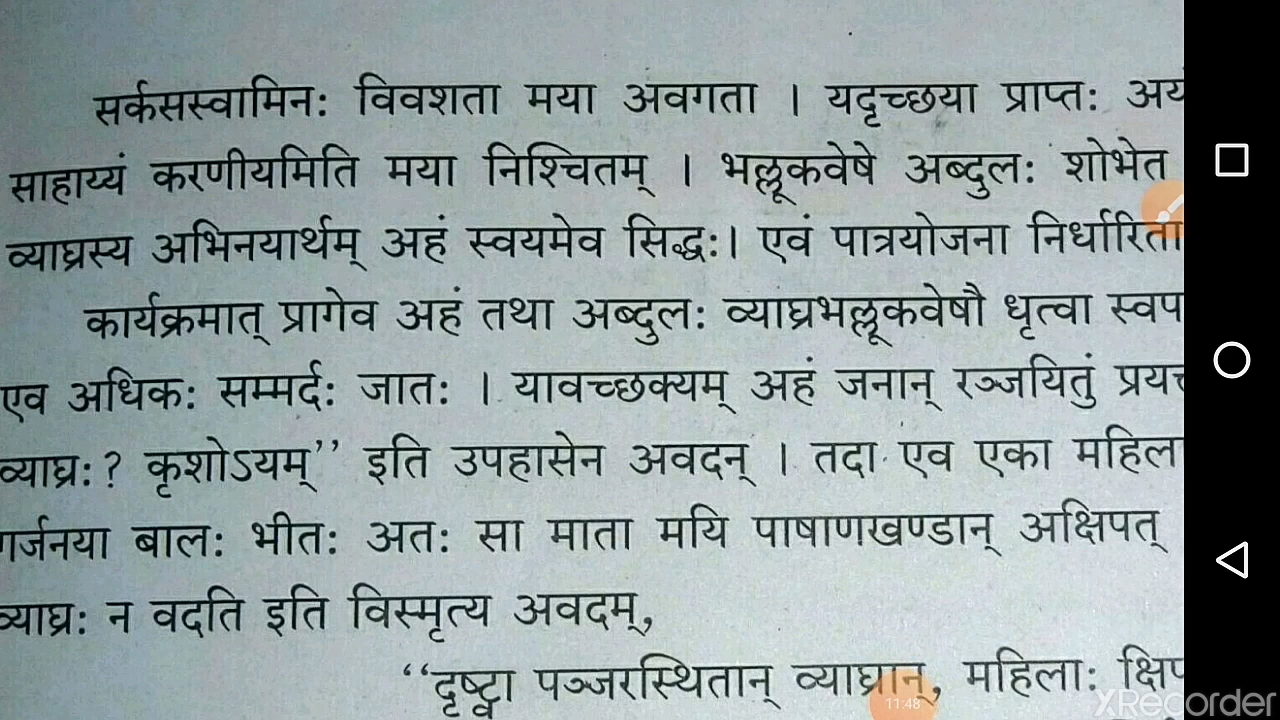 सर्कसस्वामिनः विवशता मया अवगता । यदृच्छया प्राप्तः
साहाय्यं करणीयमिति मया निश्चितम् । भल्लूकवेषे अब्दुलः शोभेत
व्याघ्रस्य अभिनयार्थम् अहं स्वयमेव सिद्धः। एवं पात्रयोजना निर्धारिता
कार्यक्रमात् प्रागेव अहं तथा अब्दुलः व्याघ्रभल्लूकवेषौ धृत्वा
एव अधिकः सम्मर्दः जातः । यावच्छक्यम् अहं जनान् रञ्जयितुं
व्याघ्रः? कृशोऽयम्’’ इति उपहासेन अवदन् । तदा एव एका
गर्जनया बालः भीतः अतः सा माता मयि पाषाणखण्डान् अक्षिपत्
व्याघ्रः न वदति इति विस्मृत्य अवदम्,
‘‘दृष्ट्वा पञ्जरस्थितान् व्याघ्रान्, महिलाः
11:48
XRecorder